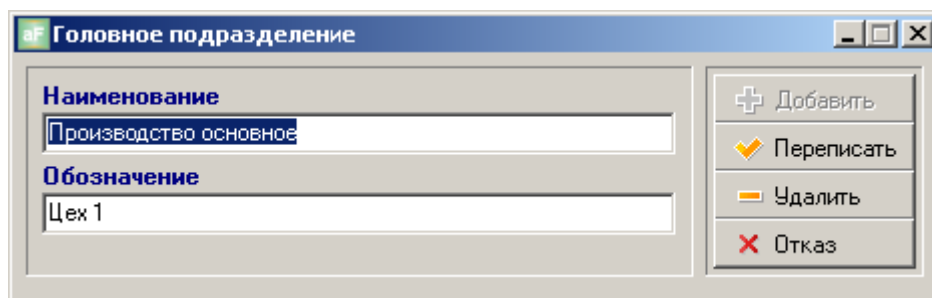 aF Головное подразделение
Наименование
Производство основное
Обозначение
Цех 1
Добавить
Переписать
Удалить
Отказ